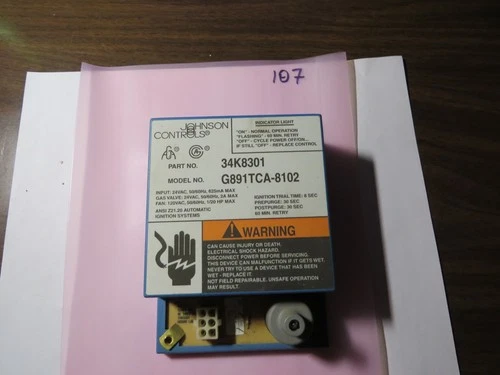 107
JOHNSON
CONTROLS®
INDICATOR LIGHT
"ON" - NORMAL OPERATION
"FLASHING" - 60 MIN. RETRY
"OFF" - CYCLE POWER OFF/ON
IF STILL "OFF" - REPLACE CONTROL
PART NO. 34K8301
MODEL NO. G891TCA-8102
INPUT: 24VAC, 50/60Hz, 625mA MAX
GAS VALVE: 24VAC, 50/60Hz, 2A MAX
FAN: 120VAC, 50/60Hz, 1/20 HP MAX
ANSI Z21.20 AUTOMATIC
IGNITION SYSTEMS
IGNITION TRIAL TIME: 8 SEC
PREPURGE: 30 SEC
POSTPURGE: 30 SEC
60 MIN. RETRY
WARNING
CAN CAUSE INJURY OR DEATH.
ELECTRICAL SHOCK HAZARD.
DISCONNECT POWER BEFORE SERVICING.
THIS DEVICE CAN MALFUNCTION IF IT GETS WET.
NEVER TRY TO USE A DEVICE THAT HAS BEEN
WET - REPLACE IT.
NOT FIELD REPAIRABLE. UNSAFE OPERATION
MAY RESULT.